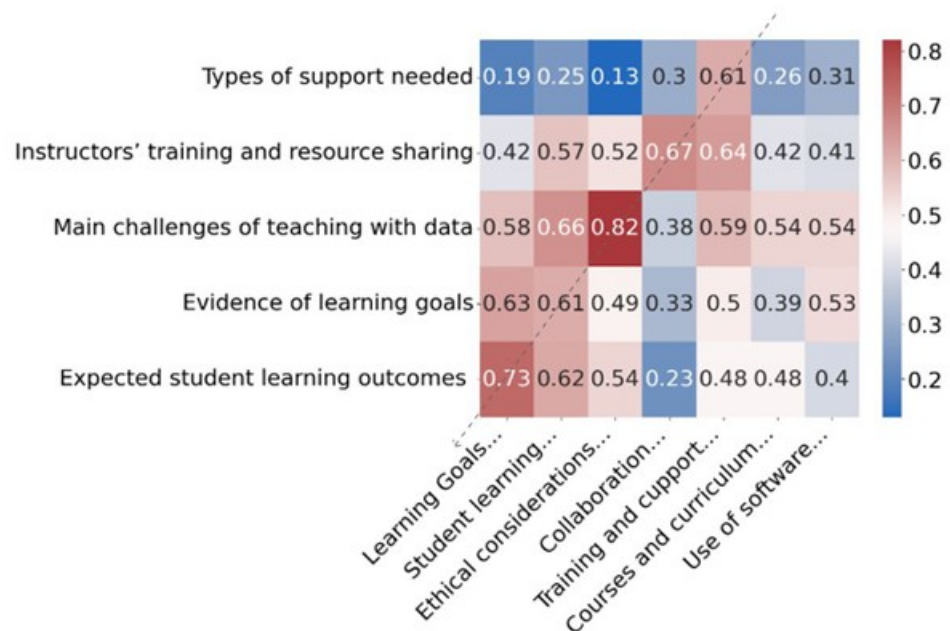 Types of support needed 0.19 0.25 0.13 0.3 0.61 0.26 0.31
Instructors’ training and resource sharing 0.42 0.57 0.52 0.67 0.64 0.42 0.41
Main challenges of teaching with data 0.58 0.66 0.82 0.38 0.59 0.54 0.54
Evidence of learning goals 0.63 0.61 0.49 0.33 0.5 0.39 0.53
Expected student learning outcomes 0.73 0.62 0.54 0.23 0.48 0.48 0.4
Learning Goals...
Student learning...
Ethical considerations...
Collaboration...
Training and support...
Courses and curriculum...
Use of software...
0.8
0.7
0.6
0.5
0.4
0.3
0.2